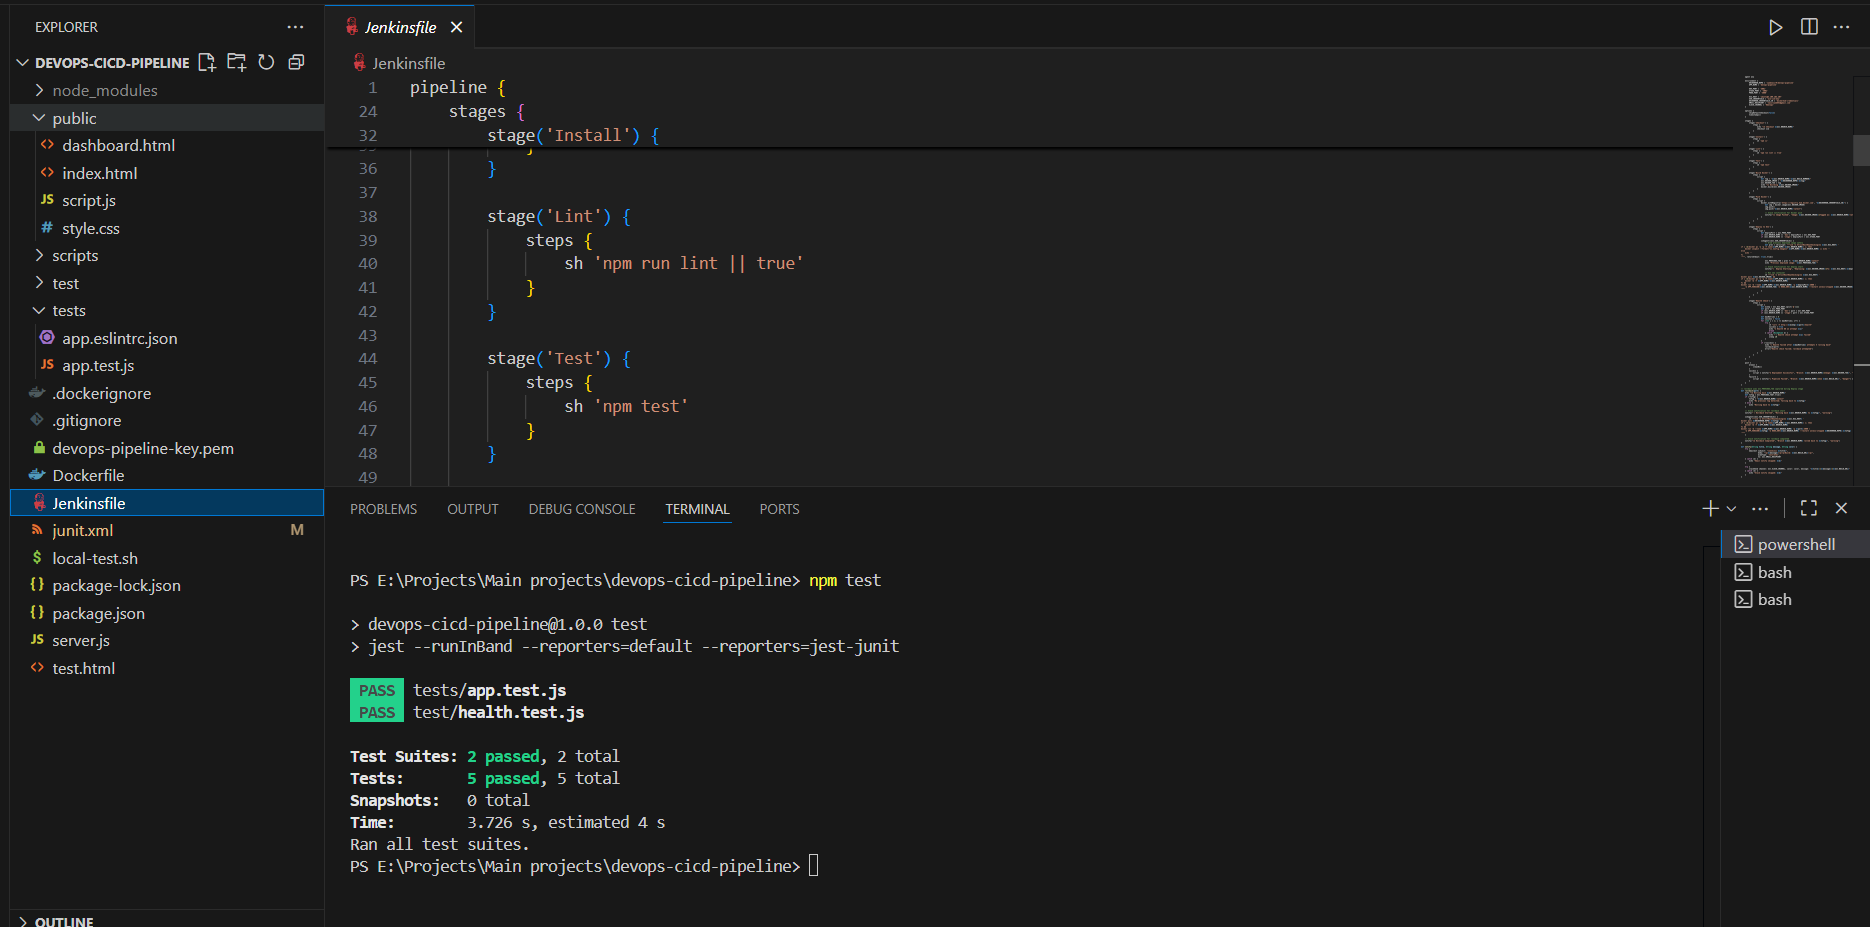 EXPLORER
DEVOPS-CICD-PIPELINE
node_modules
public
dashboard.html
index.html
JS script.js
# style.css
scripts
test
tests
app.eslintrc.json
JS app.test.js
.dockerignore
.gitignore
devops-pipeline-key.pem
Dockerfile
Jenkinsfile
junit.xml M
$ local-test.sh
{} package-lock.json
{} package.json
JS server.js
<> test.html
OUTLINE
Jenkinsfile
Jenkinsfile
1 pipeline {
24 stages {
32 stage('Install') {
36 }
37
38 stage('Lint') {
39 steps {
40 sh 'npm run lint || true'
41 }
42 }
43
44 stage('Test') {
45 steps {
46 sh 'npm test'
47 }
48 }
49
PROBLEMS OUTPUT DEBUG CONSOLE TERMINAL PORTS
PS E:\Projects\Main projects\devops-cicd-pipeline> npm test
> devops-cicd-pipeline@1.0.0 test
> jest --runInBand --reporters=default --reporters=jest-junit
PASS tests/app.test.js
PASS test/health.test.js
Test Suites: 2 passed, 2 total
Tests: 5 passed, 5 total
Snapshots: 0 total
Time: 3.726 s, estimated 4 s
Ran all test suites.
PS E:\Projects\Main projects\devops-cicd-pipeline>
powershell
bash
bash